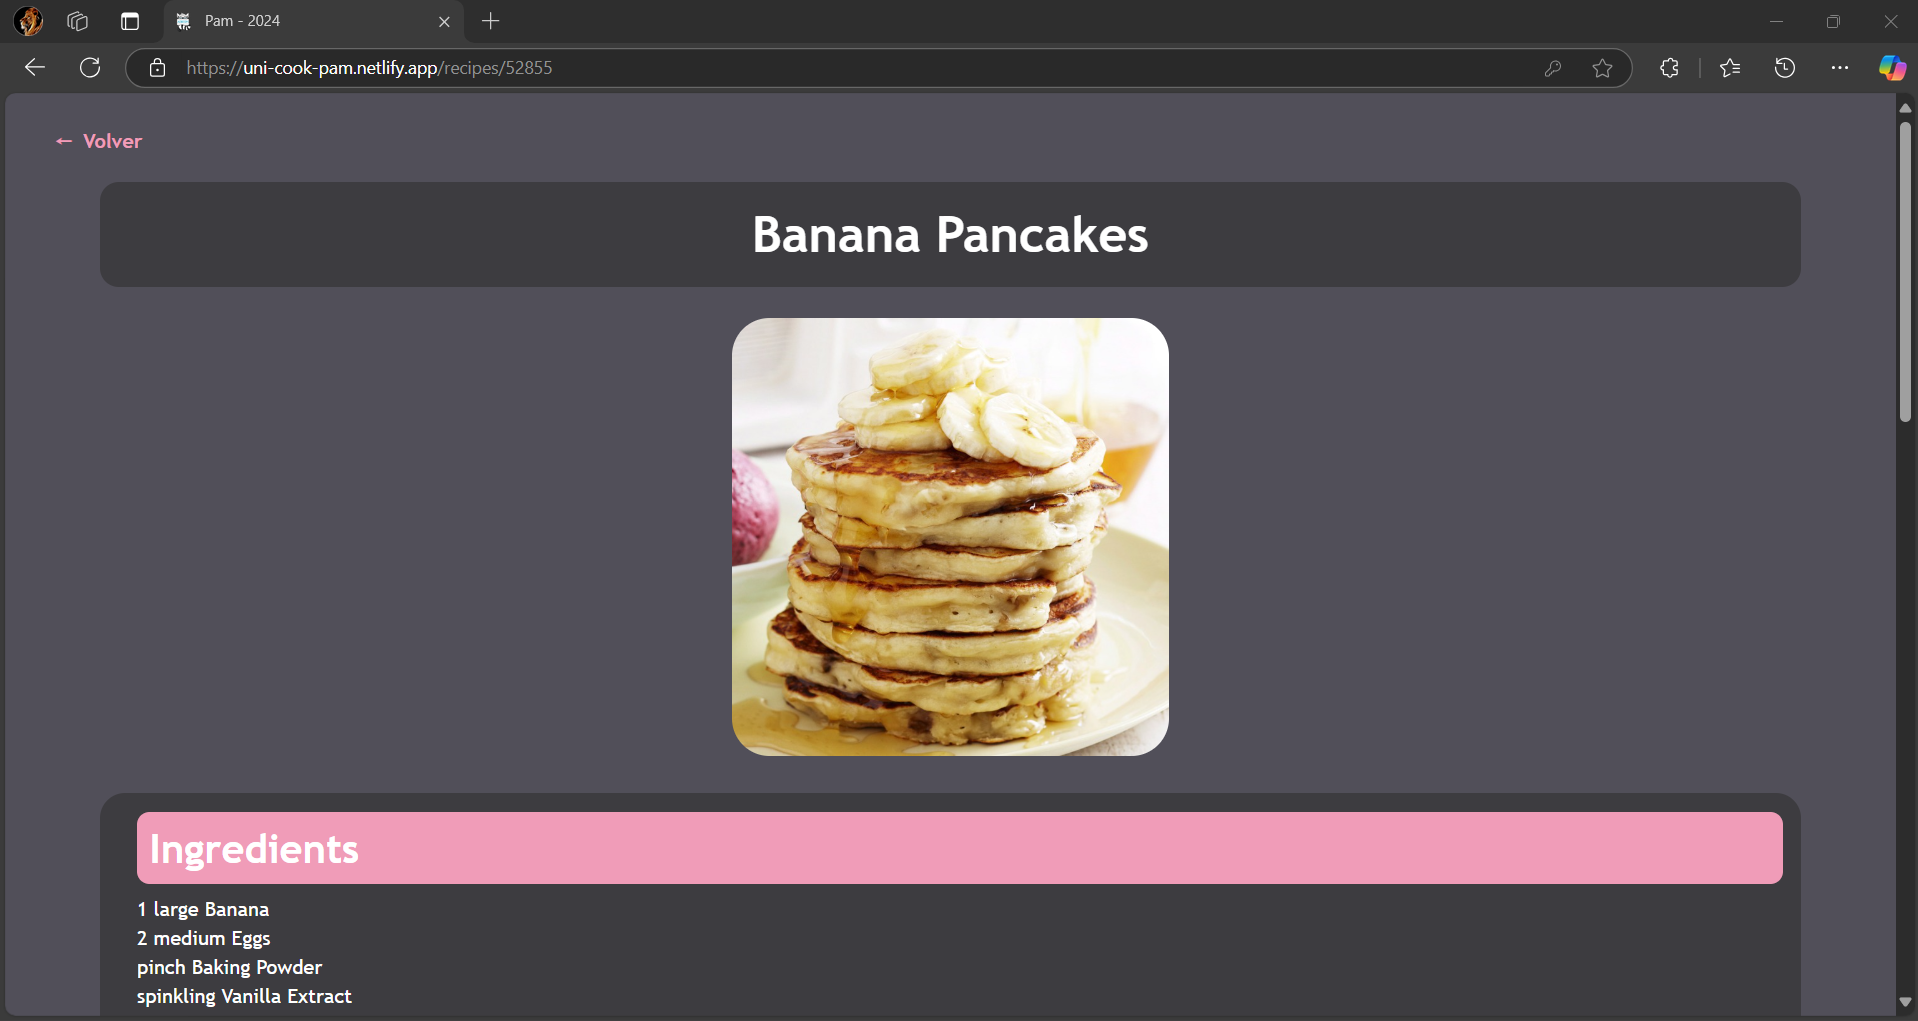 Pam - 2024
https://uni-cook-pam.netlify.app/recipes/52855
← Volver
Banana Pancakes
Ingredients
1 large Banana
2 medium Eggs
pinch Baking Powder
spinkling Vanilla Extract